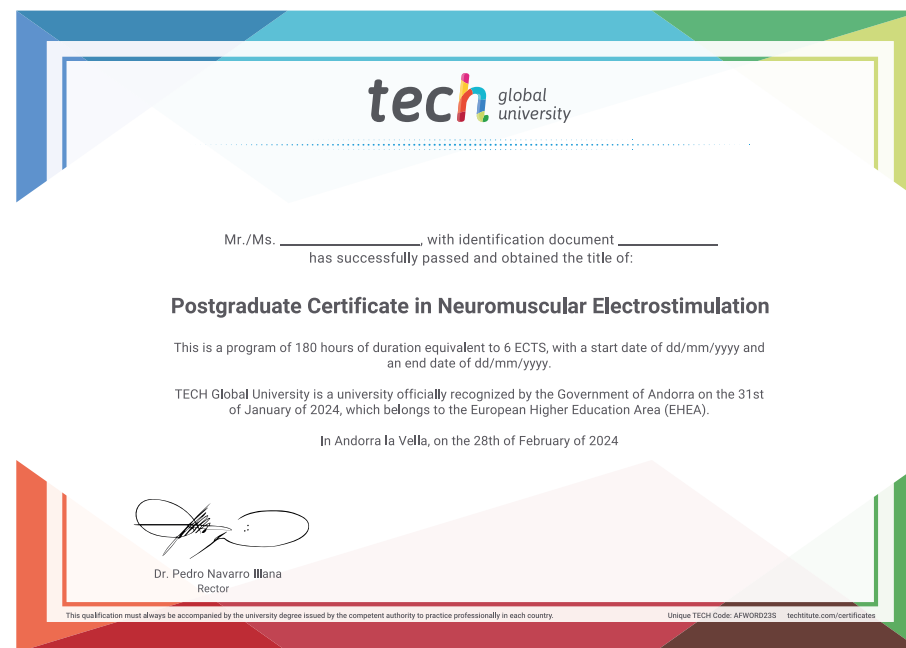 tech global university
Mr./Ms. ____________, with identification document ____________
has successfully passed and obtained the title of:
Postgraduate Certificate in Neuromuscular Electrostimulation
This is a program of 180 hours of duration equivalent to 6 ECTS, with a start date of dd/mm/yyyy and
an end date of dd/mm/yyyy.
TECH Global University is a university officially recognized by the Government of Andorra on the 31st
of January of 2024, which belongs to the European Higher Education Area (EHEA).
In Andorra la Vella, on the 28th of February of 2024
Dr. Pedro Navarro Illana
Rector
This qualification must always be accompanied by the university degree issued by the competent authority to practice professionally in each country.
Unique TECH Code: AFWORD23S techtitute.com/certificates